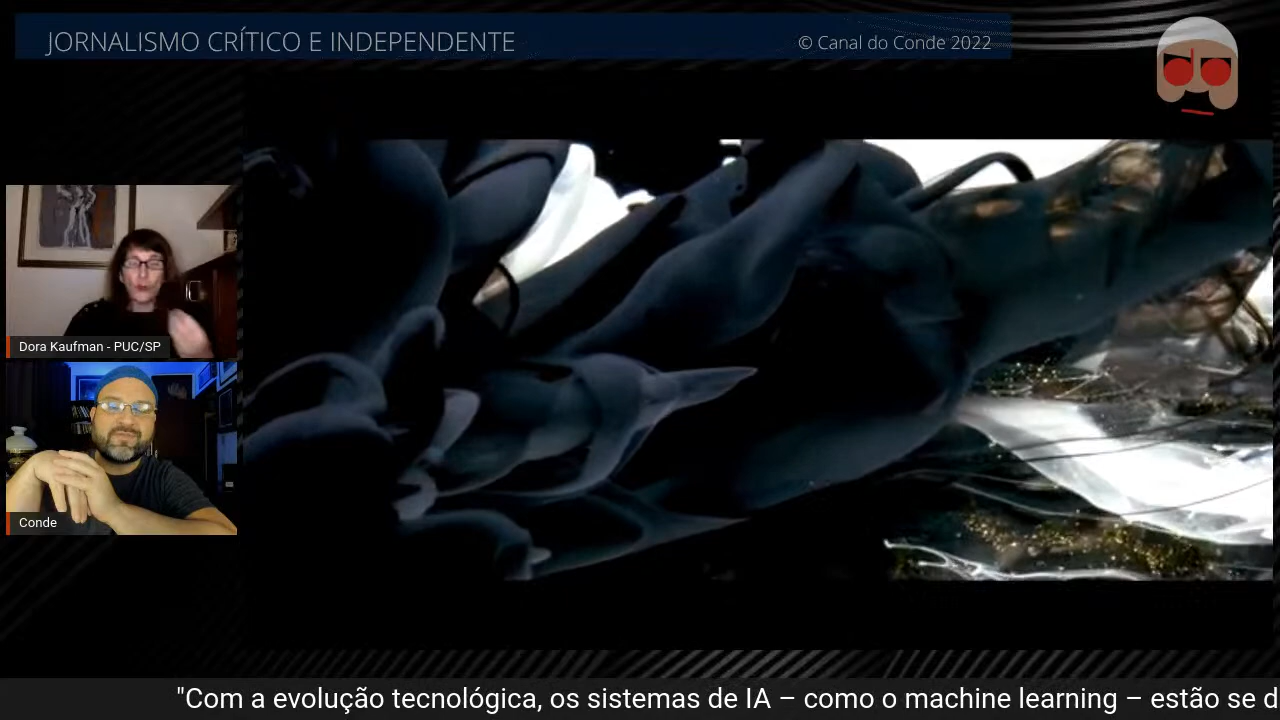 JORNALISMO CRÍTICO E INDEPENDENTE
© Canal do Conde 2022
Dora Kaufman - PUC/SP
Conde
"Com a evolução tecnológica, os sistemas de IA – como o machine learning – estão se d